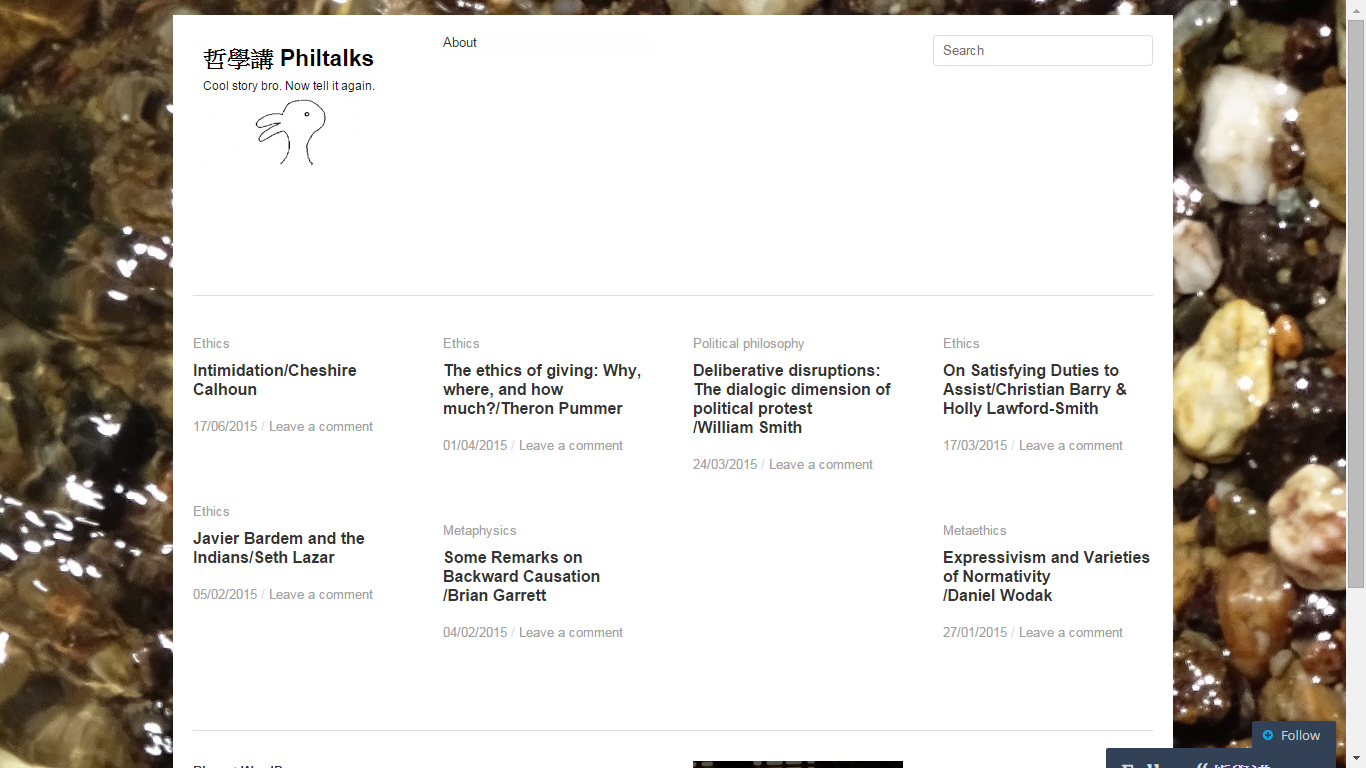 哲學講 Philtalks
Cool story bro. Now tell it again.
About
Search
Ethics
Intimidation/Cheshire
Calhoun
17/06/2015 / Leave a comment
Ethics
The ethics of giving: Why,
where, and how
much?/Theron Pummer
01/04/2015 / Leave a comment
Political philosophy
Deliberative disruptions:
The dialogic dimension of
political protest
/William Smith
24/03/2015 / Leave a comment
Ethics
On Satisfying Duties to
Assist/Christian Barry &
Holly Lawford-Smith
17/03/2015 / Leave a comment
Ethics
Javier Bardem and the
Indians/Seth Lazar
05/02/2015 / Leave a comment
Metaphysics
Some Remarks on
Backward Causation
/Brian Garrett
04/02/2015 / Leave a comment
Metaethics
Expressivism and Varieties
of Normativity
/Daniel Wodak
27/01/2015 / Leave a comment
Follow